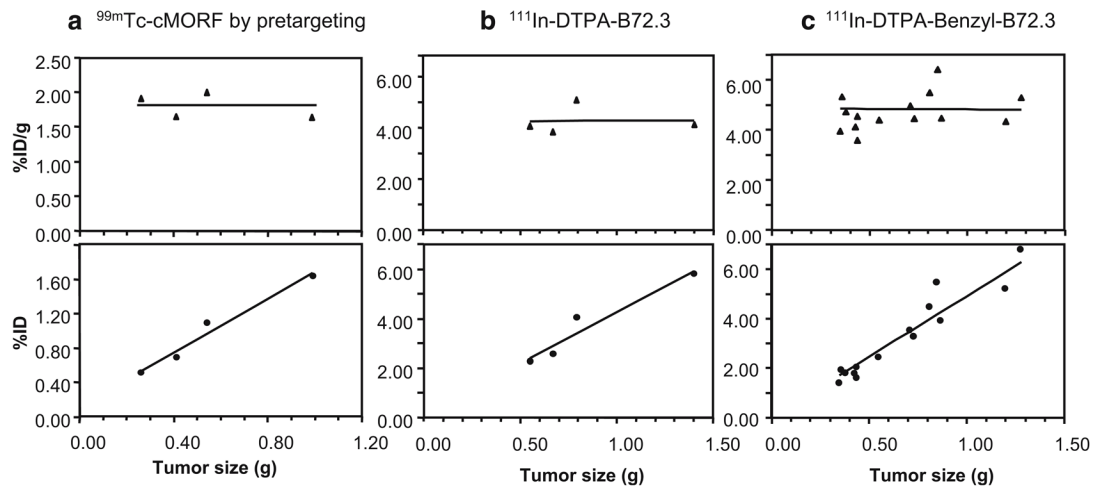 a ⁹⁹ᵐTc-cMORF by pretargeting
b ¹¹¹In-DTPA-B72.3
c ¹¹¹In-DTPA-Benzyl-B72.3
%ID/g
2.50
2.00
1.50
1.00
0.50
0.00
6.00
4.00
2.00
0.00
6.00
4.00
2.00
0.00
%ID
1.60
1.20
0.80
0.40
0.00
6.00
4.00
2.00
0.00
6.00
4.00
2.00
0.00
0.00 0.40 0.80 1.20
0.00 0.50 1.00 1.50
0.00 0.50 1.00 1.50
Tumor size (g)
Tumor size (g)
Tumor size (g)